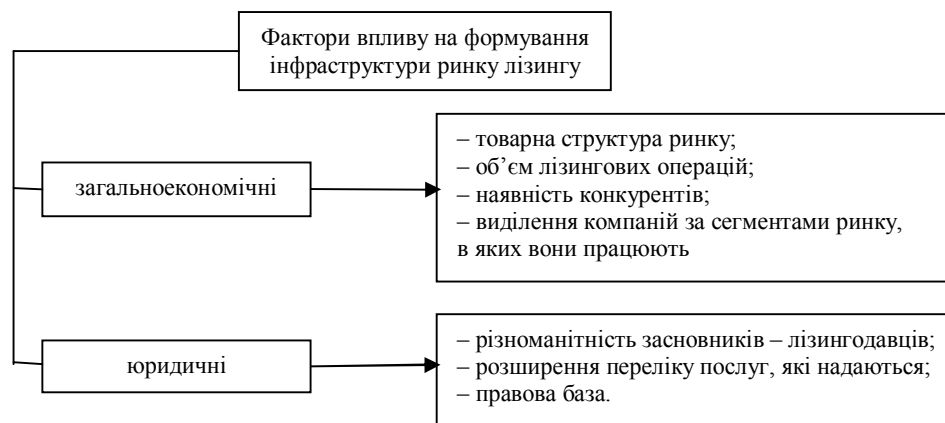 Фактори впливу на формування
інфраструктури ринку лізингу
загальноекономічні
– товарна структура ринку;
– об’єм лізингових операцій;
– наявність конкурентів;
– виділення компаній за сегментами ринку,
в яких вони працюють
юридичні
– різноманітність засновників – лізингодавців;
– розширення переліку послуг, які надаються;
– правова база.